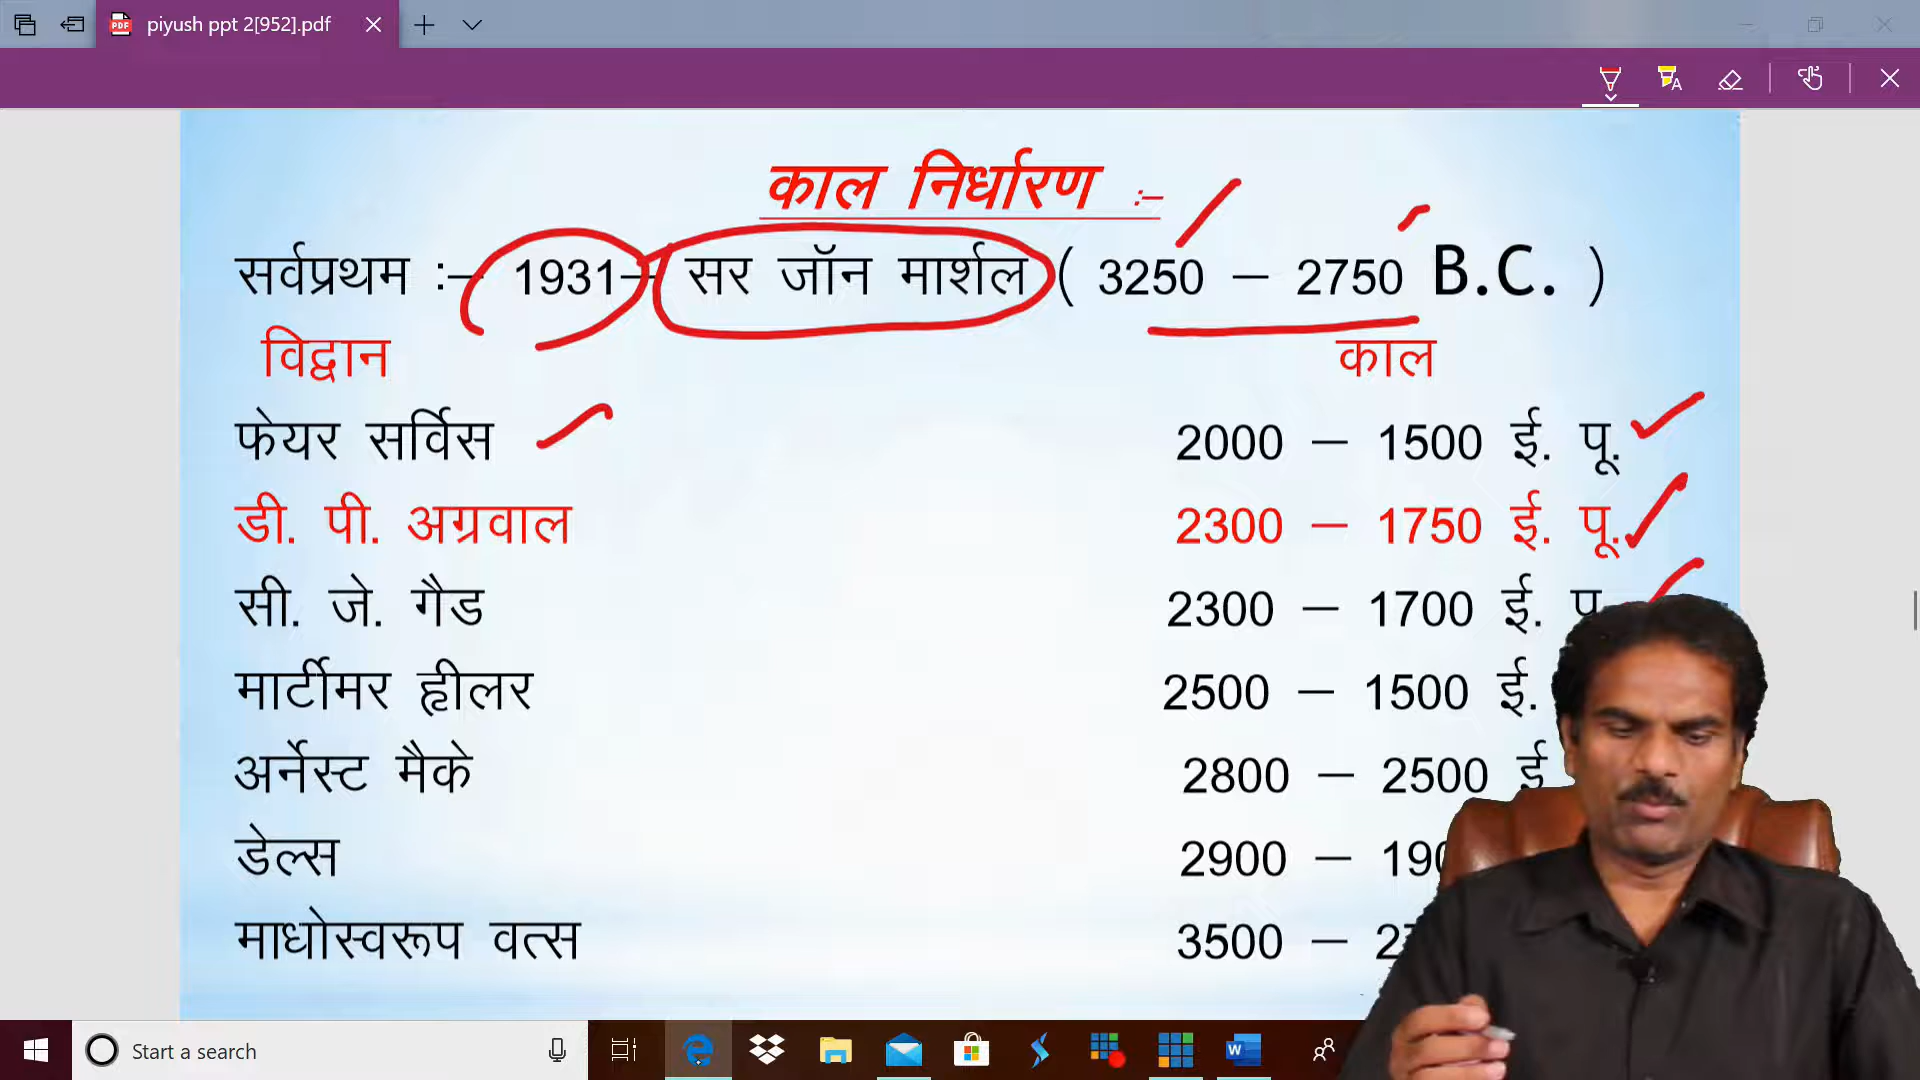 piyush ppt 2[952].pdf
काल निर्धारण :–
सर्वप्रथम :– 1931– सर जॉन मार्शल ( 3250 – 2750 B.C. )
विद्वान काल
फेयर सर्विस 2000 – 1500 ई. पू.
डी. पी. अग्रवाल 2300 – 1750 ई. पू.
सी. जे. गैड 2300 – 1700 ई.
मार्टीमर ह्वीलर 2500 – 1500 ई.
अर्नेस्ट मैके 2800 – 2500 ई
डेल्स 2900 –
माधोस्वरूप वत्स 3500 –
Start a search